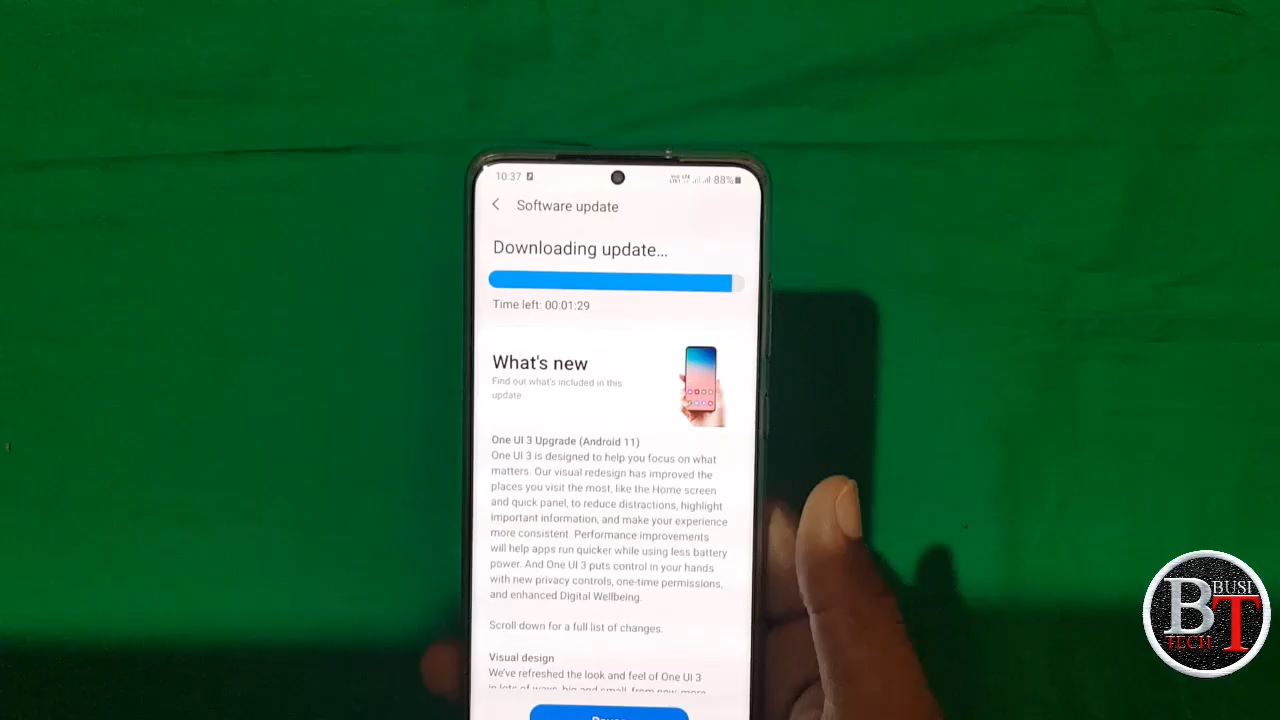 10:37
88%
Software update
Downloading update...
Time left: 00:01:29
What's new
Find out what's included in this
update
One UI 3 Upgrade (Android 11)
One UI 3 is designed to help you focus on what
matters. Our visual redesign has improved the
places you visit the most, like the Home screen
and quick panel, to reduce distractions, highlight
important information, and make your experience
more consistent. Performance improvements
will help apps run quicker while using less battery
power. And One UI 3 puts control in your hands
with new privacy controls, one-time permissions,
and enhanced Digital Wellbeing.
Scroll down for a full list of changes.
Visual design
We've refreshed the look and feel of One UI 3
BT
BUSI
TECH